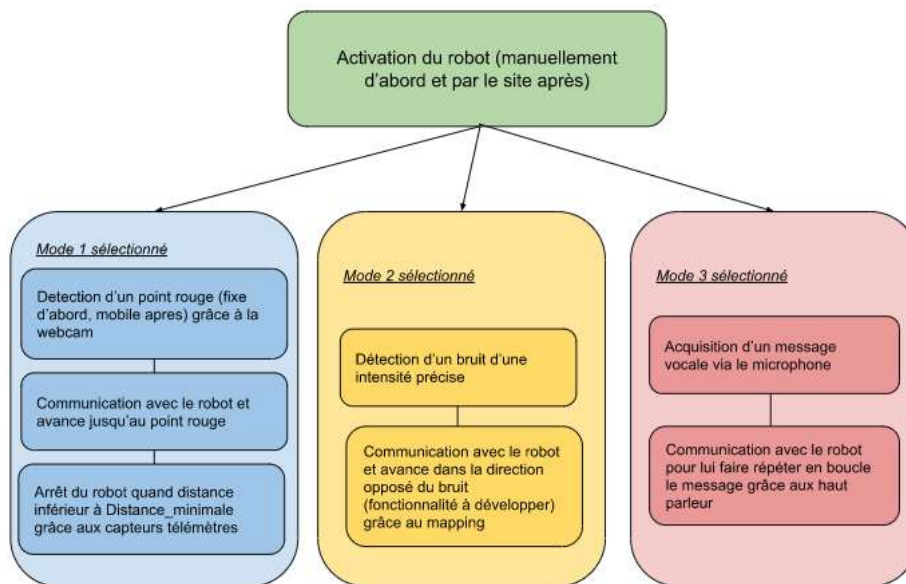 Activation du robot (manuellement
d'abord et par le site après)
Mode 1 sélectionné
Detection d'un point rouge (fixe
d'abord, mobile apres) grâce à la
webcam
Communication avec le robot et
avance jusqu'au point rouge
Arrêt du robot quand distance
inférieur à Distance_minimale
grâce aux capteurs télémètres
Mode 2 sélectionné
Détection d'un bruit d'une
intensité précise
Communication avec le robot
et avance dans la direction
opposé du bruit
(fonctionnalité à développer)
grâce au mapping
Mode 3 sélectionné
Acquisition d'un message
vocale via le microphone
Communication avec le robot
pour lui faire répéter en boucle
le message grâce aux haut
parleur